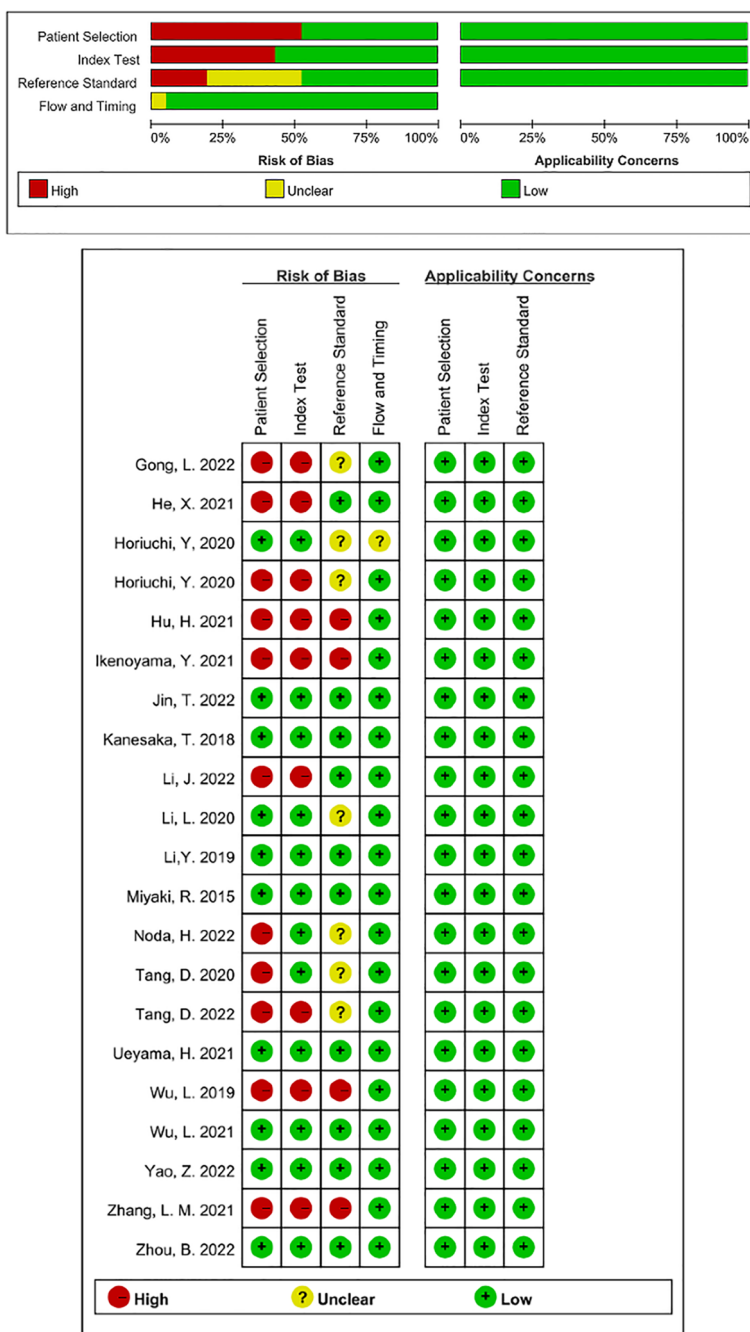 Patient Selection
Index Test
Reference Standard
Flow and Timing
0% 25% 50% 75% 100% 0% 25% 50% 75% 100%
Risk of Bias Applicability Concerns
High Unclear Low
Risk of Bias Applicability Concerns
Patient Selection Index Test Reference Standard Flow and Timing Patient Selection Index Test Reference Standard
Gong, L. 2022 - - ? + + + +
He, X. 2021 - - + + + + +
Horiuchi, Y, 2020 + + ? ? + + +
Horiuchi, Y. 2020 - - ? + + + +
Hu, H. 2021 - - - + + + +
Ikenoyama, Y. 2021 - - - + + + +
Jin, T. 2022 + + + + + + +
Kanesaka, T. 2018 + + + + + + +
Li, J. 2022 - - + + + + +
Li, L. 2020 + + ? + + + +
Li,Y. 2019 + + + + + + +
Miyaki, R. 2015 + + + + + + +
Noda, H. 2022 - + ? + + + +
Tang, D. 2020 - + ? + + + +
Tang, D. 2022 - - ? + + + +
Ueyama, H. 2021 + + + + + + +
Wu, L. 2019 - - - + + + +
Wu, L. 2021 + + + + + + +
Yao, Z. 2022 + + + + + + +
Zhang, L. M. 2021 - - - + + + +
Zhou, B. 2022 + + + + + + +
- High ? Unclear + Low